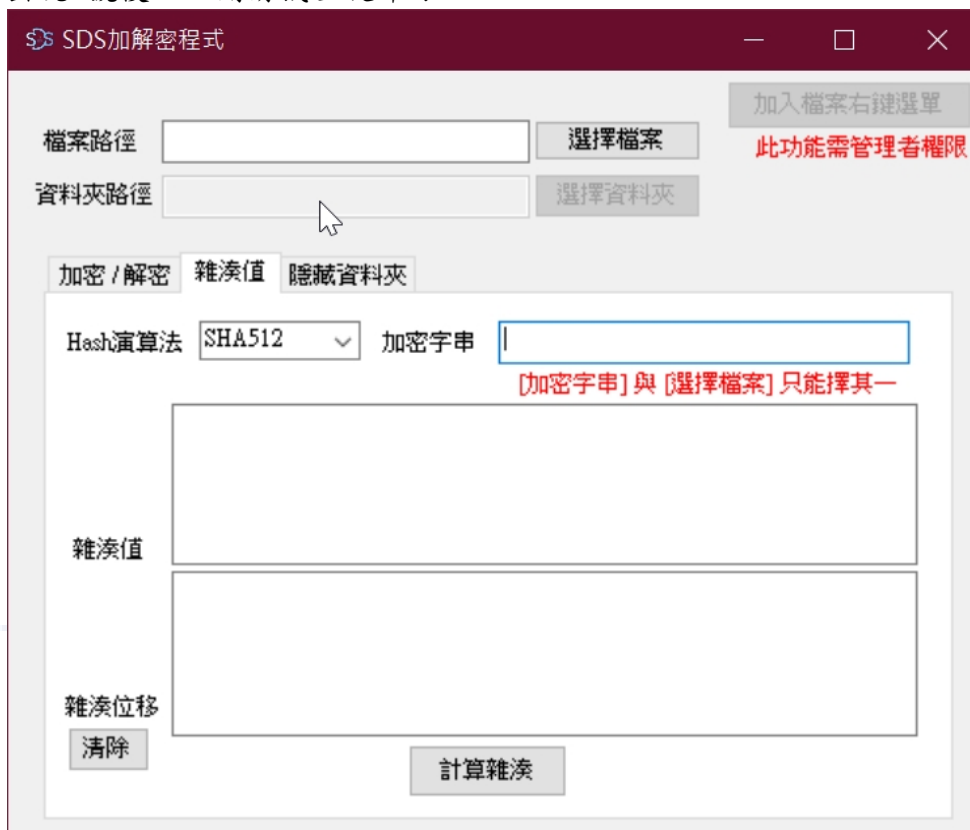 SDS加解密程式
加入檔案右鍵選單
檔案路徑 選擇檔案 此功能需管理者權限
資料夾路徑 選擇資料夾
加密 / 解密 雜湊值 隱藏資料夾
Hash演算法 SHA512 加密字串
[加密字串] 與 [選擇檔案] 只能擇其一
雜湊值
雜湊位移
清除
計算雜湊